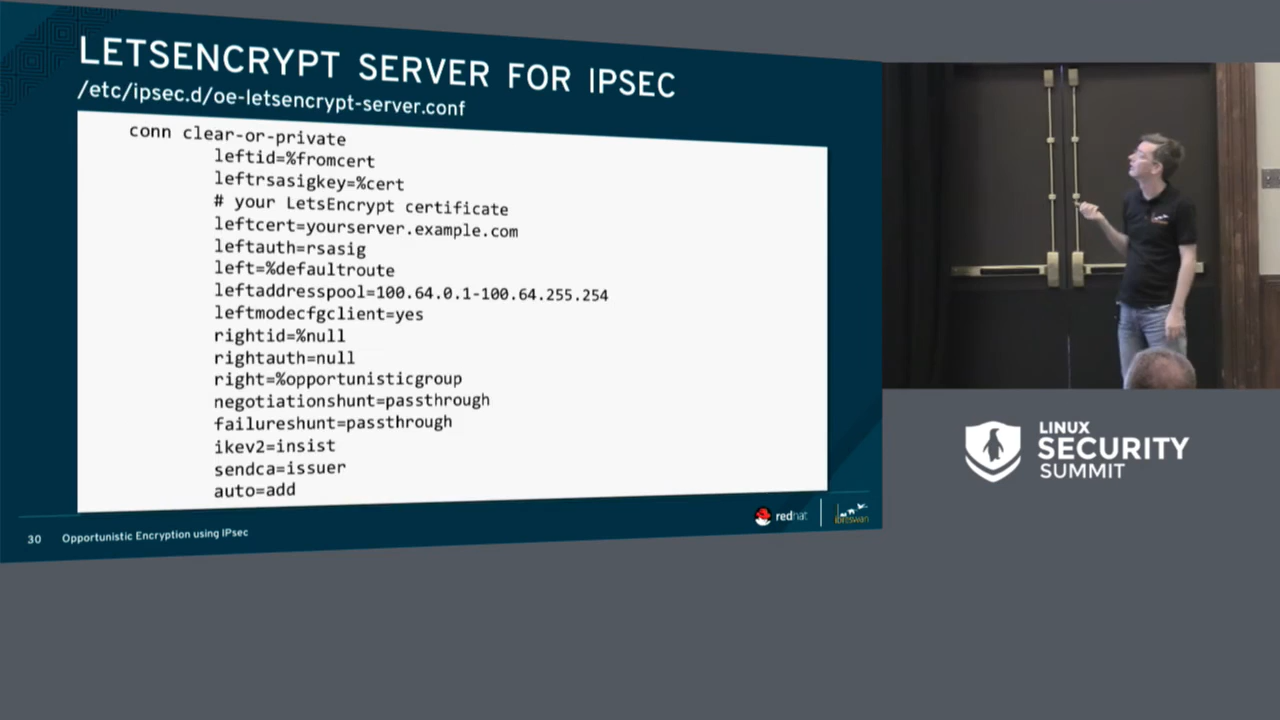 LETSENCRYPT SERVER FOR IPSEC
/etc/ipsec.d/oe-letsencrypt-server.conf
conn clear-or-private
leftid=%fromcert
leftrsasigkey=%cert
# your LetsEncrypt certificate
leftcert=yourserver.example.com
leftauth=rsasig
left=%defaultroute
leftaddresspool=100.64.0.1-100.64.255.254
leftmodecfgclient=yes
rightid=%null
rightauth=null
right=%opportunisticgroup
negotiationshunt=passthrough
failureshunt=passthrough
ikev2=insist
sendca=issuer
auto=add
30 Opportunistic Encryption using IPsec
redhat
libreswan
LINUX
SECURITY
SUMMIT